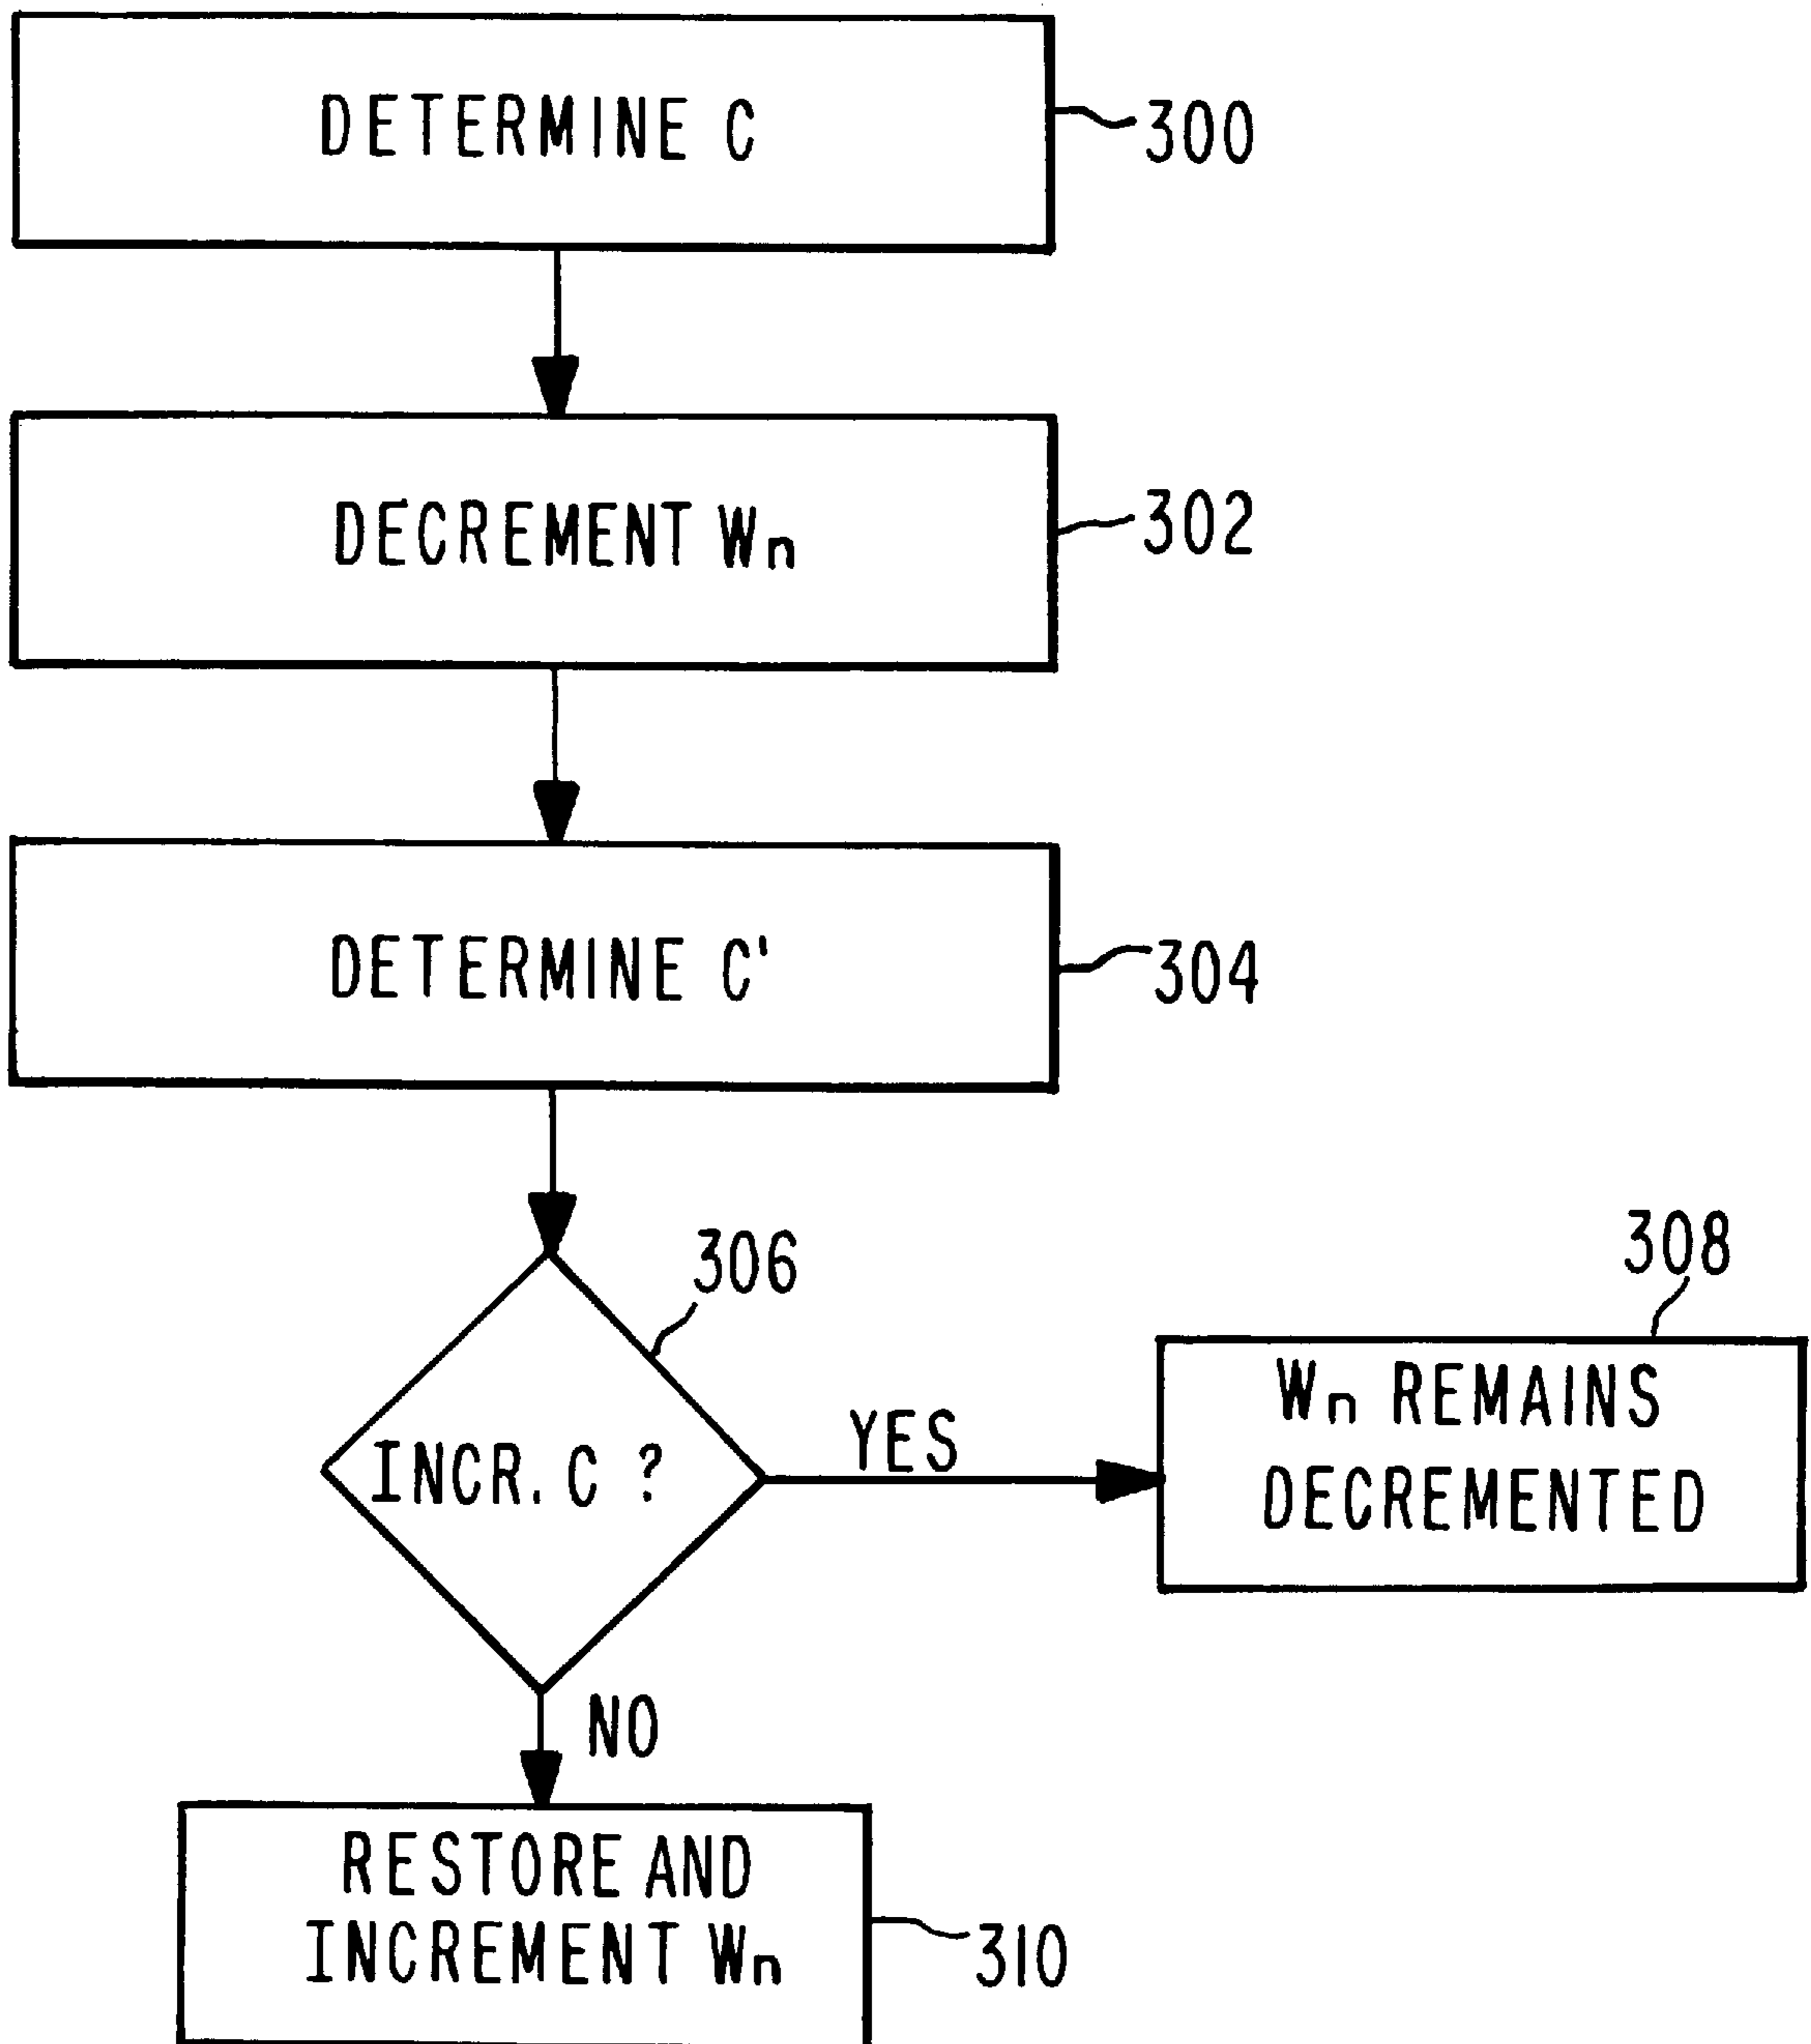 DETERMINE C
300
DECREMENT Wn
302
DETERMINE C'
304
306
INCR. C ?
YES
308
Wn REMAINS
DECREMENTED
NO
RESTORE AND
INCREMENT Wn
310